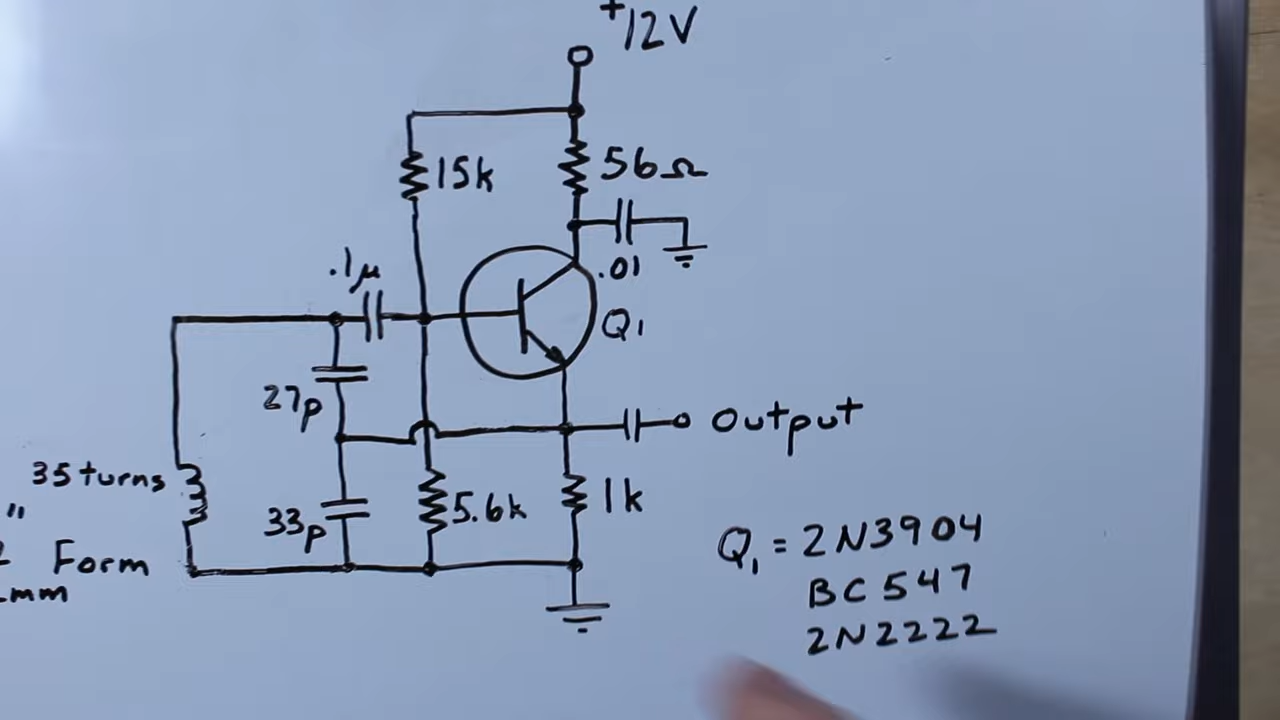 +12V
15k
56Ω
.01
.1μ
Q1
27p
Output
35 turns
"
33p
5.6k
1k
Form
mm
Q1 = 2N3904
BC547
2N2222